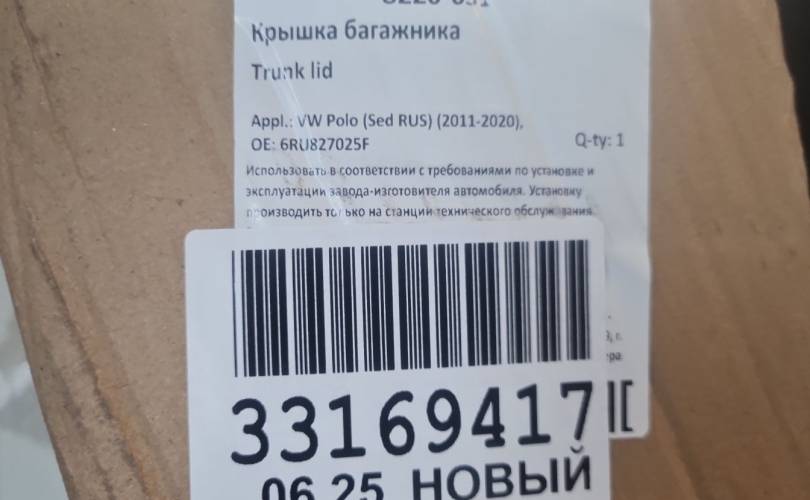 Крышка багажника
Trunk lid
Appl.: VW Polo (Sed RUS) (2011-2020),
OE: 6RU827025F
Q-ty: 1
Использовать в соответствии с требованиями по установке и
эксплуатации завода-изготовителя автомобиля. Установку
производить только на станции технического обслуживания.
33169417
06.25 НОВЫЙ